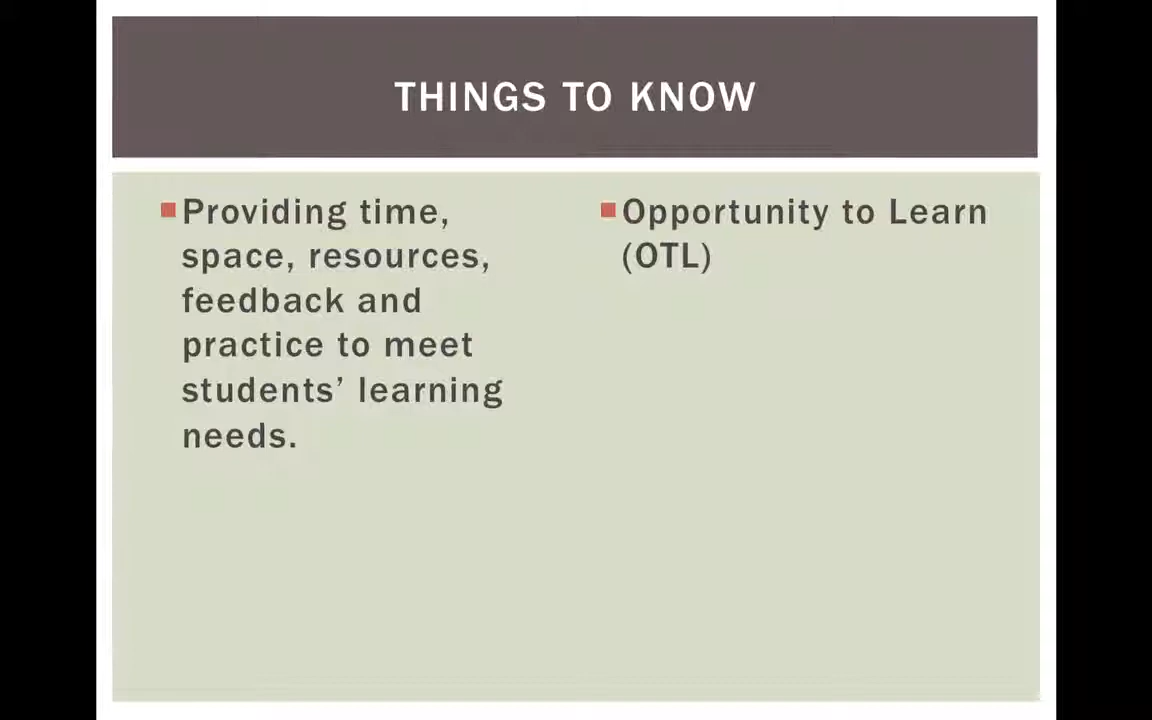 THINGS TO KNOW
Providing time,
space, resources,
feedback and
practice to meet
students’ learning
needs.
Opportunity to Learn
(OTL)